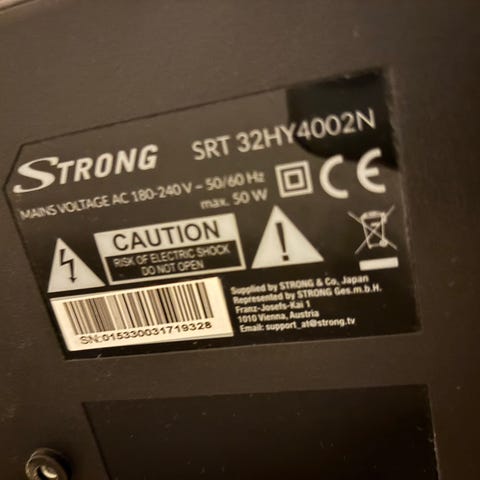 STRONG
SRT 32HY4002N
MAINS VOLTAGE AC 180-240 V ~ 50/60 Hz
max. 50 W
CAUTION
RISK OF ELECTRIC SHOCK
DO NOT OPEN
SN:015330031719328
Supplied by STRONG & Co, Japan
Represented by STRONG Ges.m.b.H.
Franz-Josefs-Kai 1
1010 Vienna, Austria
Email: support_at@strong.tv